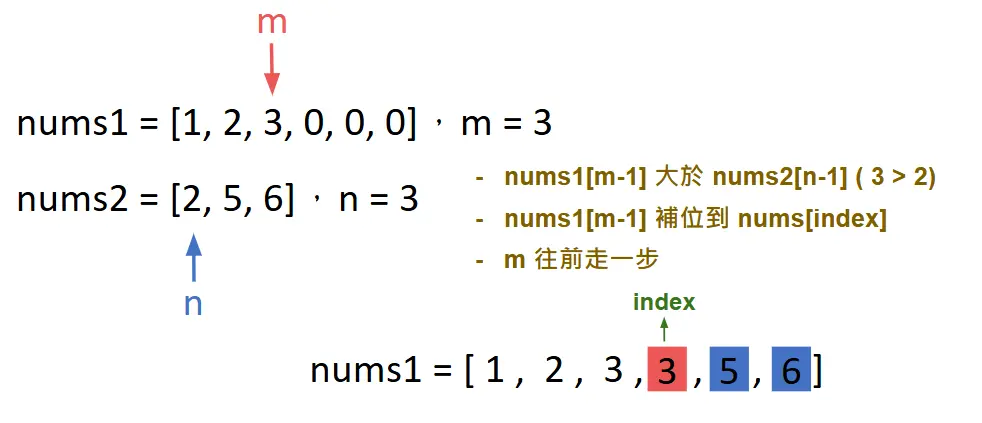 m
nums1 = [1, 2, 3, 0, 0, 0],m = 3
nums2 = [2, 5, 6],n = 3
n
- nums1[m-1] 大於 nums2[n-1] ( 3 > 2)
- nums1[m-1] 補位到 nums[index]
- m 往前走一步
index
nums1 = [ 1 , 2 , 3 , 3 , 5 , 6 ]